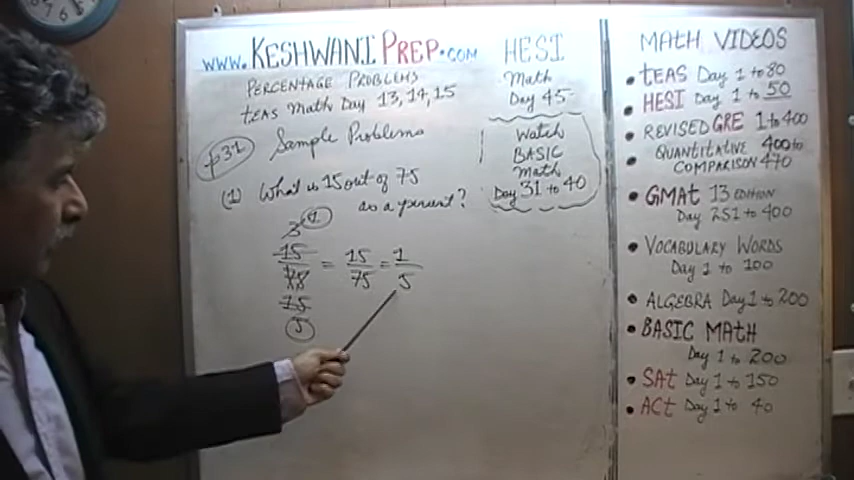 www.KESHWANIPREP.com
PERCENTAGE PROBLEMS
TEAS Math Day 13, 14, 15
p31
Sample Problems
(1) What is 15 out of 75
as a percent?
3 1
15
75
15
5
= 15/75 = 1/5
HESI
Math
Day 45
Watch
BASIC
Math
Day 31 to 40
MATH VIDEOS
• TEAS Day 1 to 80
• HESI Day 1 to 50
• REVISED GRE 1 to 400
• QUANTITATIVE 400 to
COMPARISON 470
• GMAT 13 EDITION
Day 251 to 400
• VOCABULARY WORDS
Day 1 to 100
• ALGEBRA Day 1 to 200
• BASIC MATH
Day 1 to 200
• SAT Day 1 to 150
• ACT Day 1 to 40